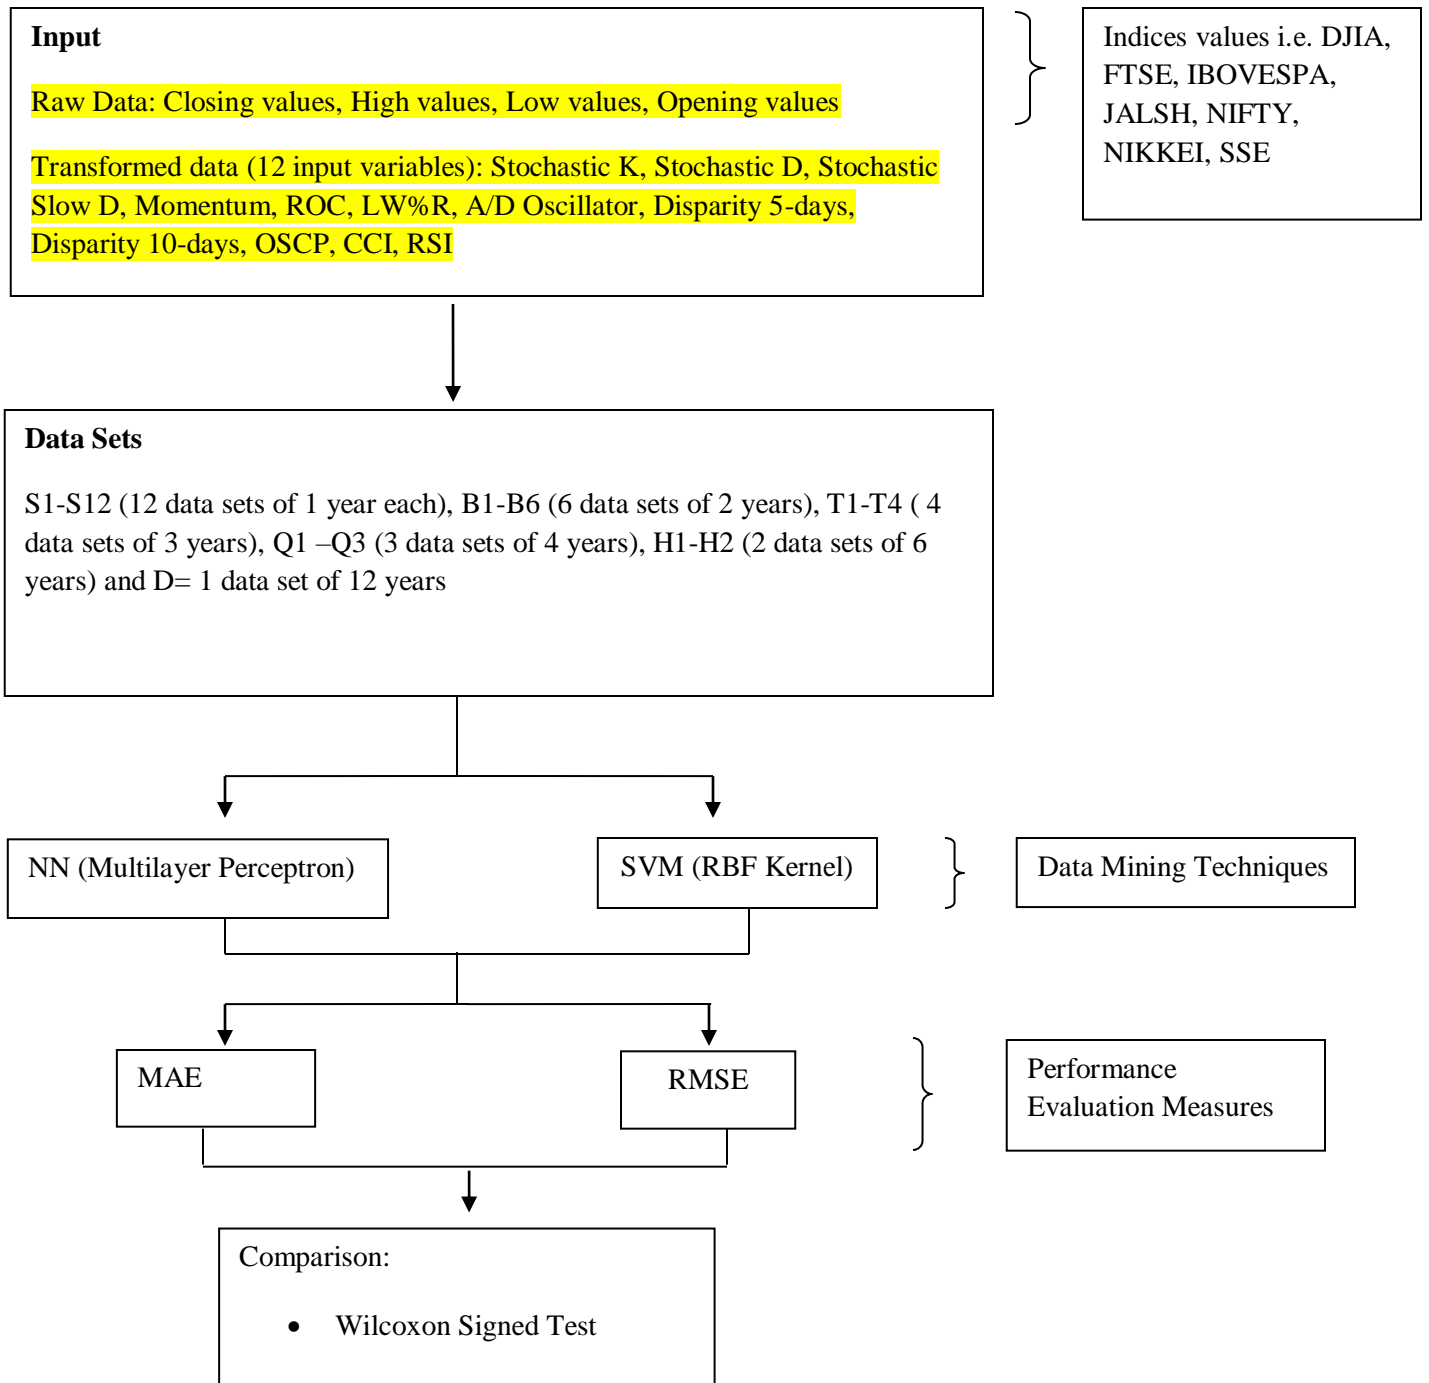 Input
Raw Data: Closing values, High values, Low values, Opening values
Transformed data (12 input variables): Stochastic K, Stochastic D, Stochastic
Slow D, Momentum, ROC, LW%R, A/D Oscillator, Disparity 5-days,
Disparity 10-days, OSCP, CCI, RSI
Indices values i.e. DJIA,
FTSE, IBOVESPA,
JALSH, NIFTY,
NIKKEI, SSE
Data Sets
S1-S12 (12 data sets of 1 year each), B1-B6 (6 data sets of 2 years), T1-T4 ( 4
data sets of 3 years), Q1 –Q3 (3 data sets of 4 years), H1-H2 (2 data sets of 6
years) and D= 1 data set of 12 years
NN (Multilayer Perceptron)
SVM (RBF Kernel)
Data Mining Techniques
MAE
RMSE
Performance
Evaluation Measures
Comparison:
• Wilcoxon Signed Test